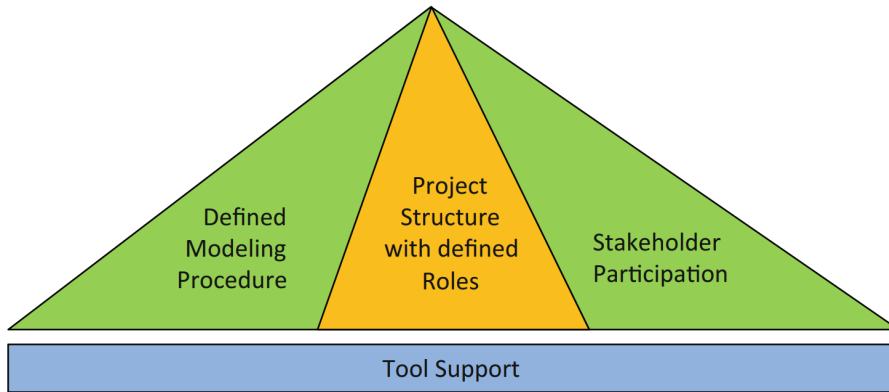 Defined
Modeling
Procedure
Project
Structure
with defined
Roles
Stakeholder
Participation
Tool Support